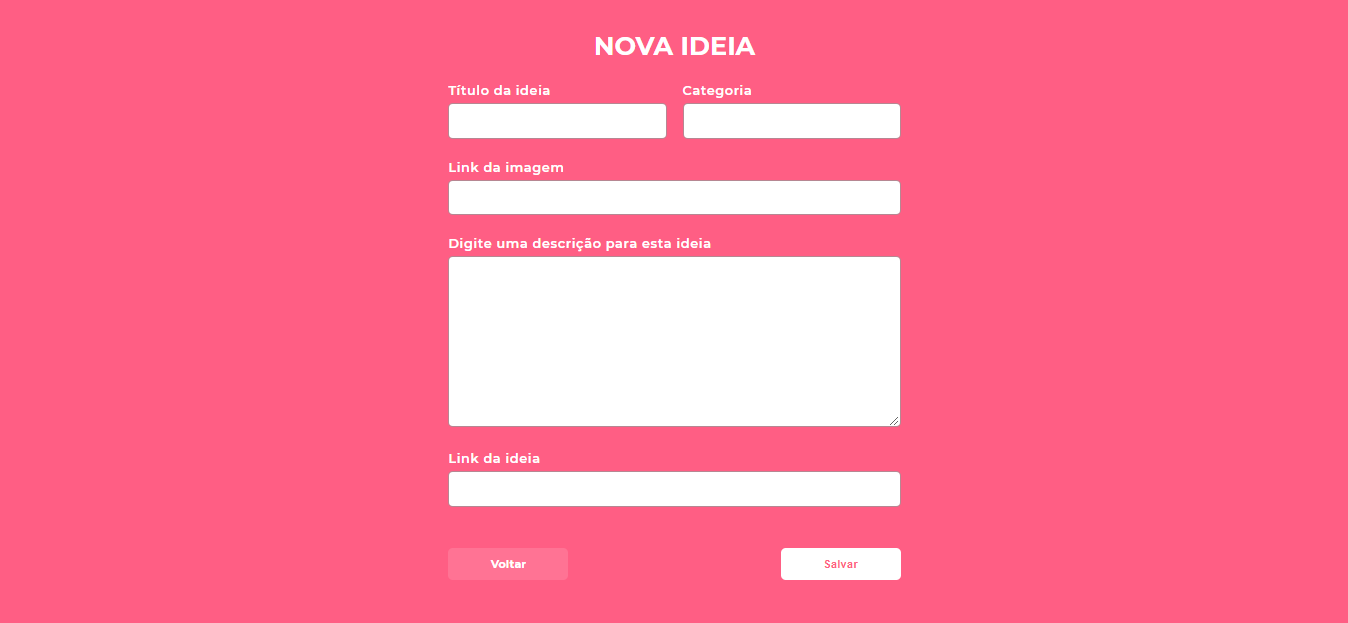 NOVA IDEIA
Título da ideia
Categoria
Link da imagem
Digite uma descrição para esta ideia
Link da ideia
Voltar
Salvar